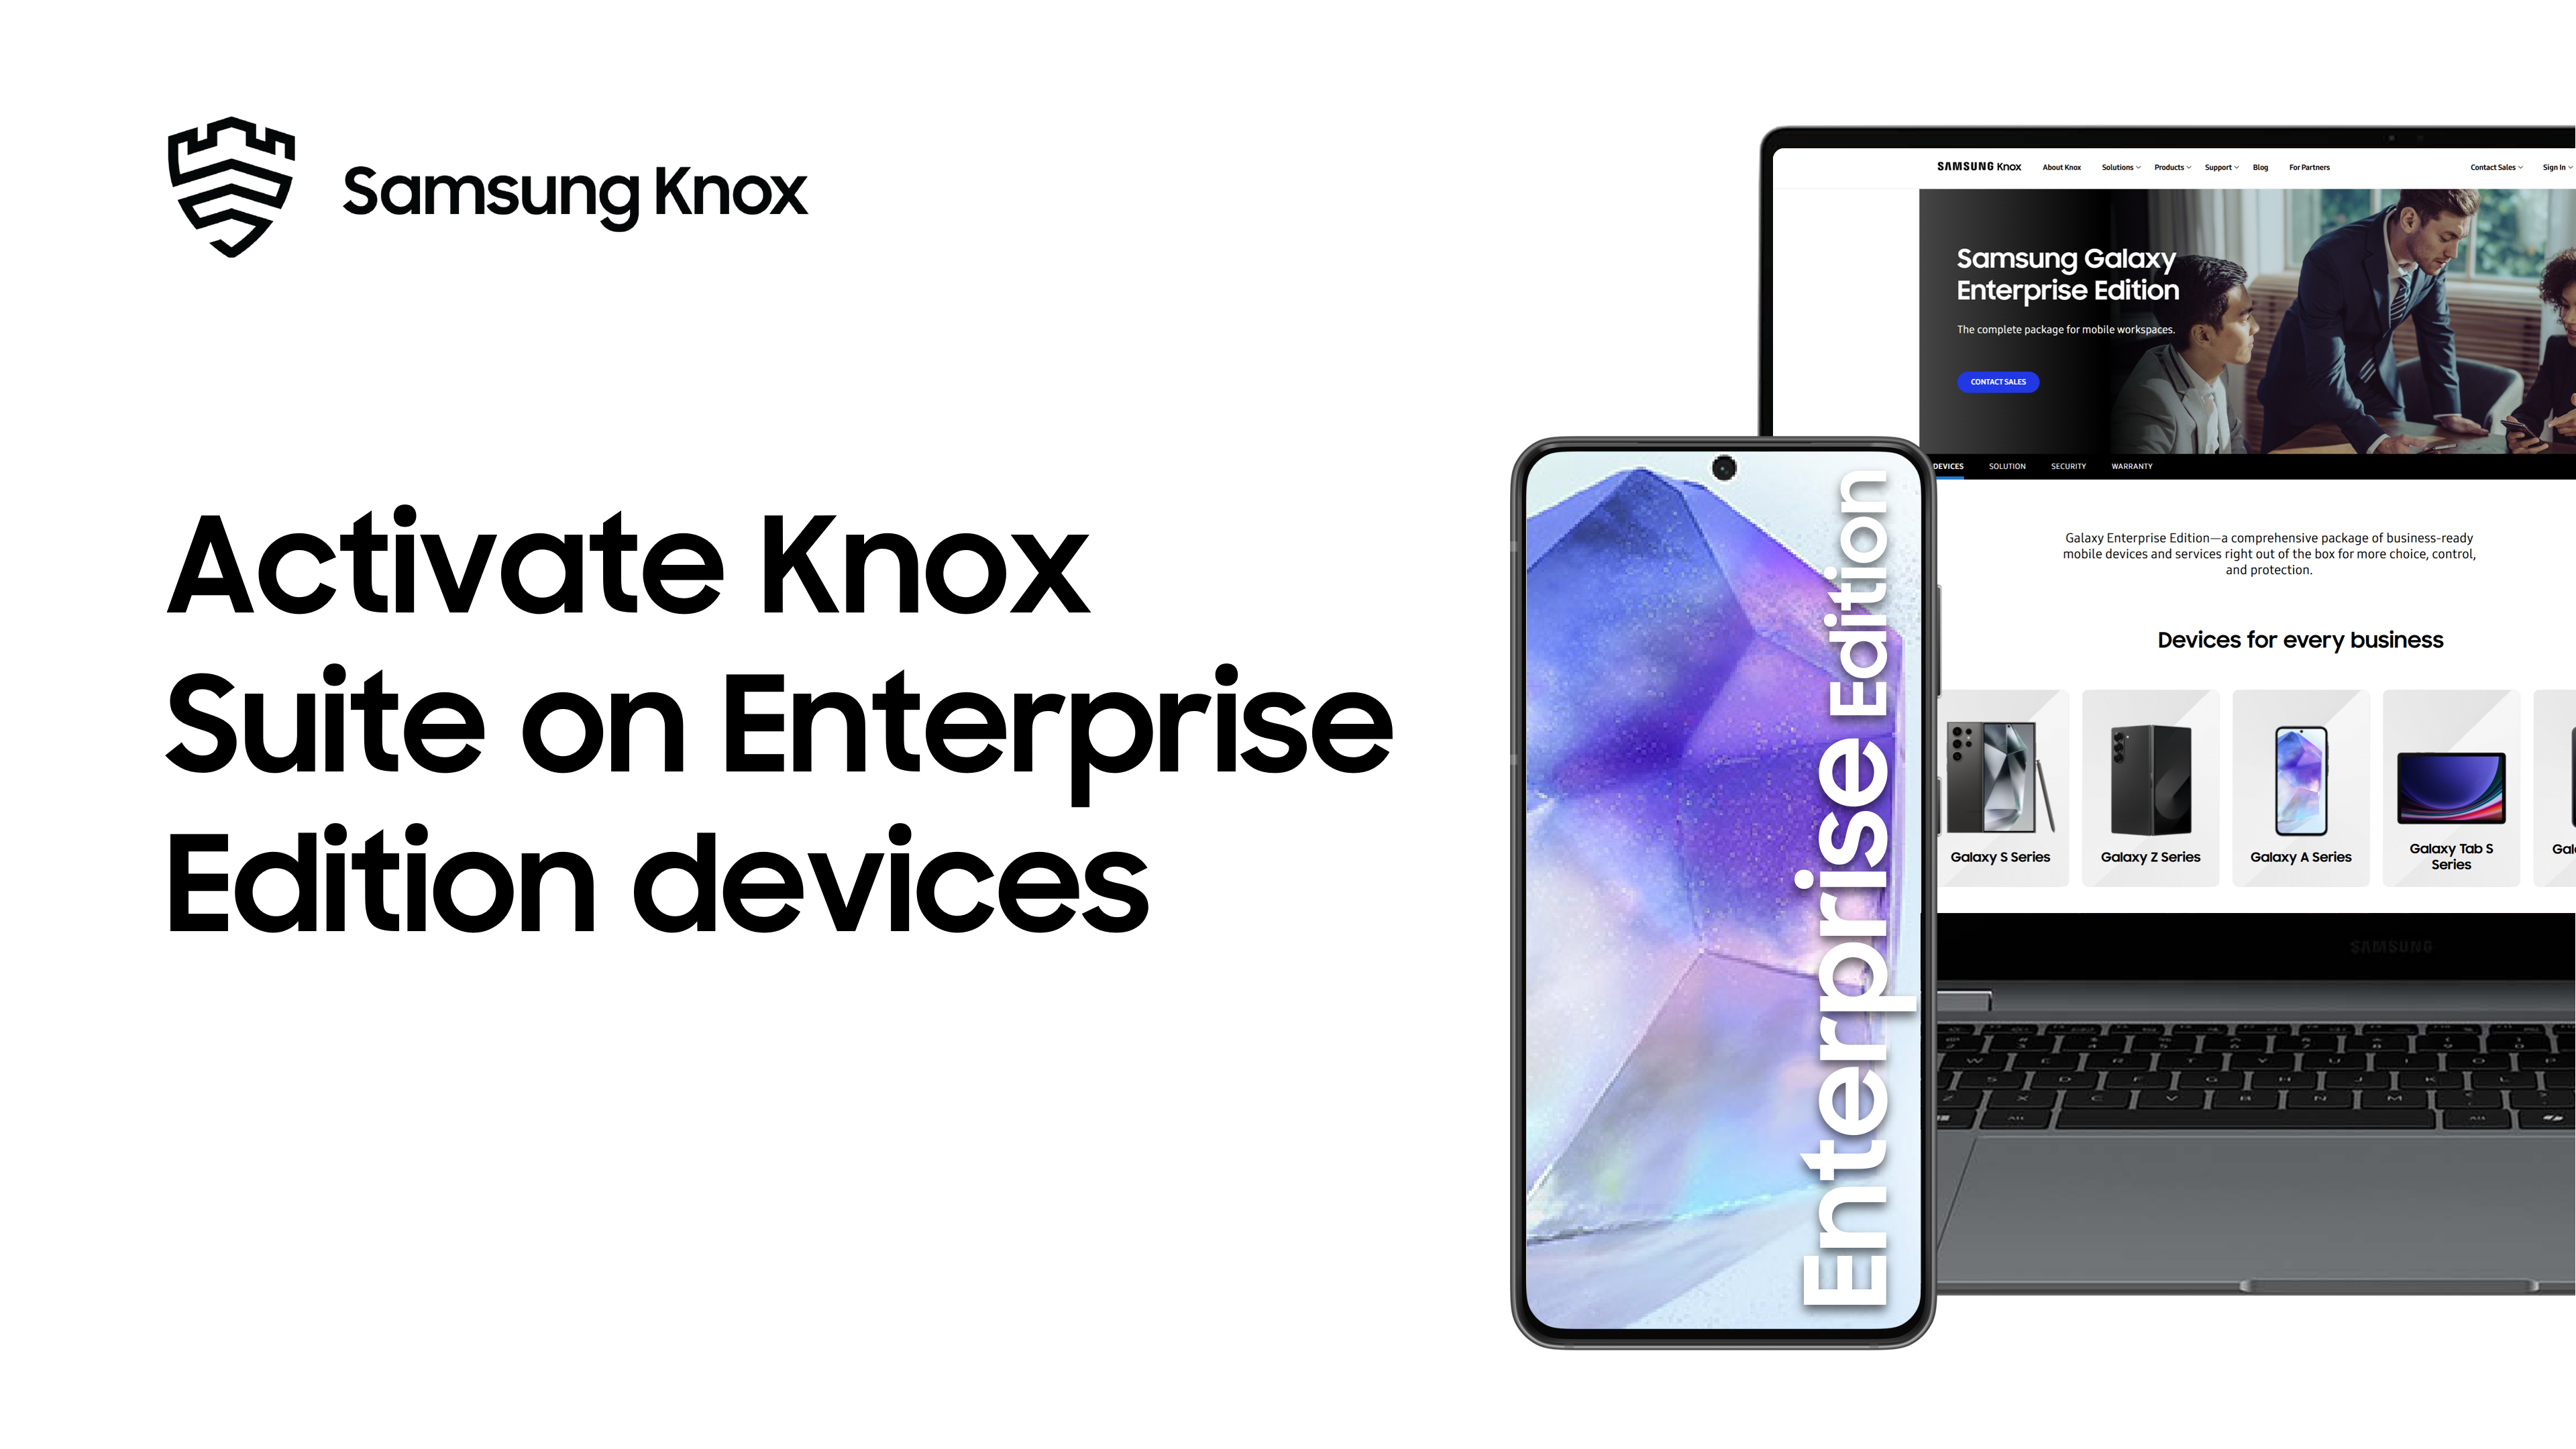 Samsung Knox
Activate Knox
Suite on Enterprise
Edition devices
Enterprise Edition
SAMSUNG Knox
About Knox
Solutions
Products
Support
Blog
For Partners
Contact Sales
Sign In
Samsung Galaxy
Enterprise Edition
The complete package for mobile workspaces.
CONTACT SALES
DEVICES
SOLUTION
SECURITY
WARRANTY
Galaxy Enterprise Edition—a comprehensive package of business-ready
mobile devices and services right out of the box for more choice, control,
and protection.
Devices for every business
Galaxy S Series
Galaxy Z Series
Galaxy A Series
Galaxy Tab S
Series
SAMSUNG